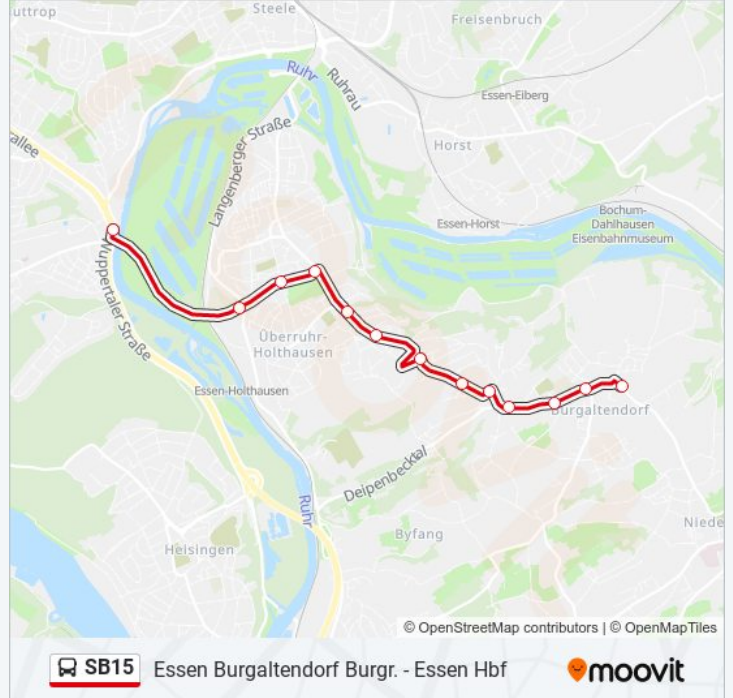 uttrop
Steele
Freisenbruch
Ruhr
Ruhrau
Essen-Eiberg
allee
Langenberger Straße
Horst
Essen-Horst
Bochum-
Dahlhausen
Eisenbahnmuseum
Wuppertaler Straße
Überruhr-
Holthausen
Essen-Holthausen
Burgaltendorf
Deipenbecktal
Ruhr
Byfang
Niede
Heisingen
© OpenStreetMap contributors | © OpenMapTiles
SB15 Essen Burgaltendorf Burgr. - Essen Hbf moovit